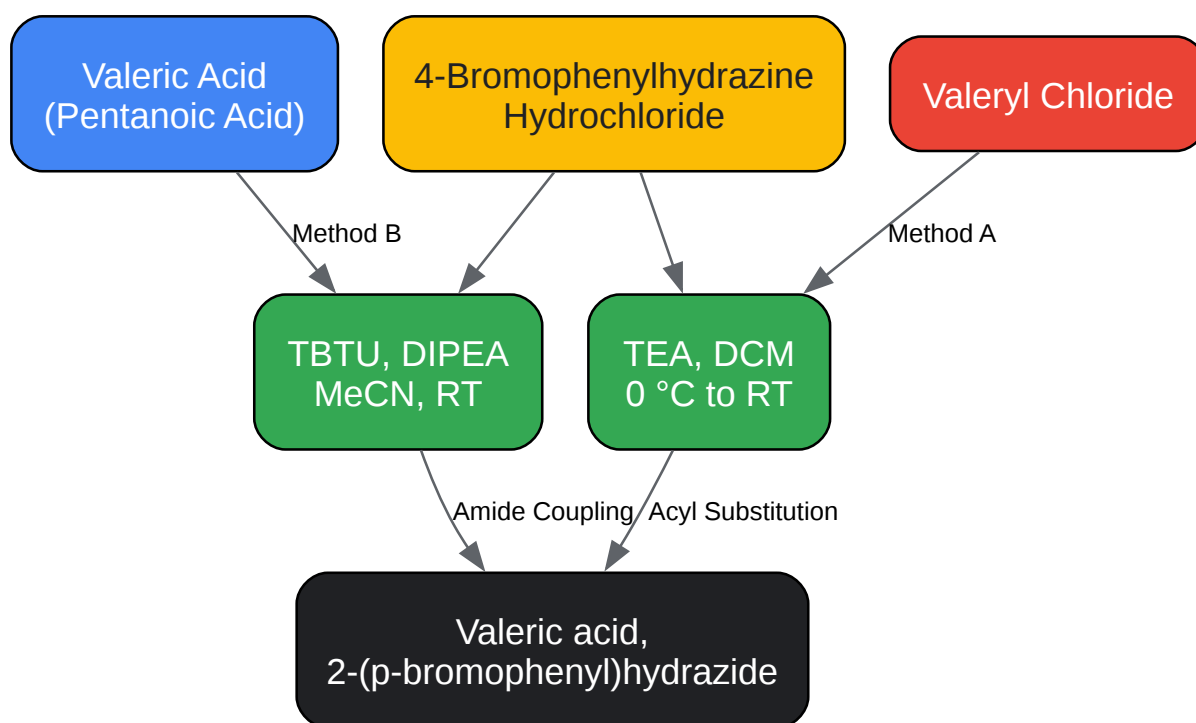 Valeric Acid
(Pentanoic Acid)
4-Bromophenylhydrazine
Hydrochloride
Valeryl Chloride
Method B
Method A
TBTU, DIPEA
MeCN, RT
TEA, DCM
0 °C to RT
Amide Coupling
Acyl Substitution
Valeric acid,
2-(p-bromophenyl)hydrazide